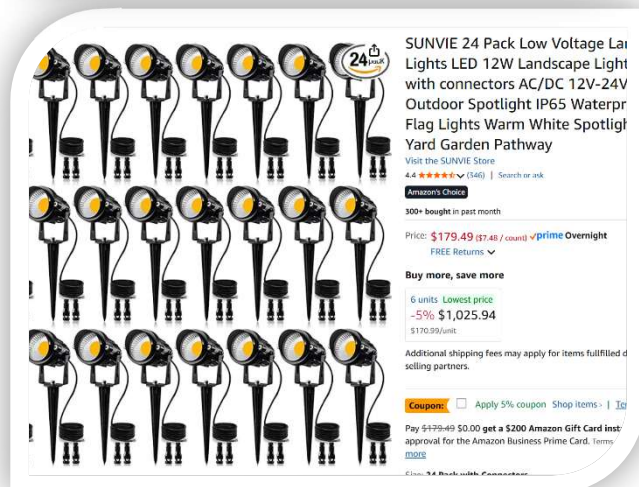 24 PACK
SUNVIE 24 Pack Low Voltage Lan
Lights LED 12W Landscape Light
with connectors AC/DC 12V-24V
Outdoor Spotlight IP65 Waterpr
Flag Lights Warm White Spotligh
Yard Garden Pathway
Visit the SUNVIE Store
4.4 (346) | Search or ask
Amazon's Choice
300+ bought in past month
Price: $179.49 ($7.48 / count) prime Overnight
FREE Returns
Buy more, save more
6 units Lowest price
-5% $1,025.94
$170.99/unit
Additional shipping fees may apply for items fullfilled
selling partners.
Coupon: Apply 5% coupon Shop items › |
Pay $179.49 $0.00 get a $200 Amazon Gift Card inst
approval for the Amazon Business Prime Card. Terms
more
Size: 24 Pack with Connectors